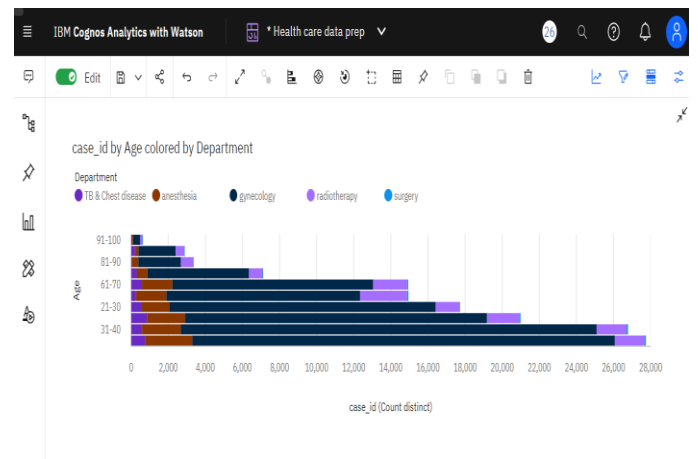 IBM Cognos Analytics with Watson
* Health care data prep
26
Edit
case_id by Age colored by Department
Department
TB & Chest disease anesthesia gynecology radiotherapy surgery
91-100
81-90
61-70
21-30
31-40
Age
0 2,000 4,000 6,000 8,000 10,000 12,000 14,000 16,000 18,000 20,000 22,000 24,000 26,000 28,000
case_id (Count distinct)